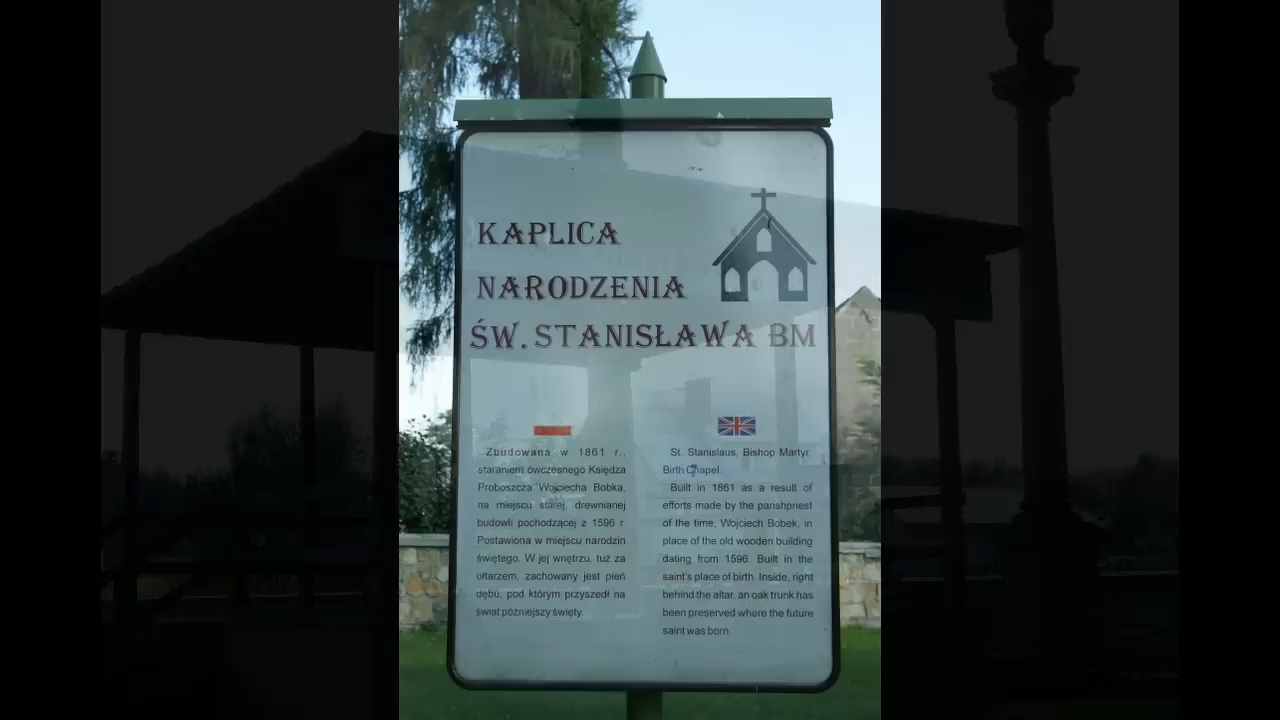 KAPLICA
NARODZENIA
ŚW. STANISŁAWA BM
Zbudowana w 1861 r.,
staraniem ówczesnego Księdza
Proboszcza Wojciecha Bobka,
na miejscu starej drewnianej
budowli pochodzącej z 1596 r.
Postawiona w miejscu narodzin
świętego. W jej wnętrzu, tuż za
ołtarzem, zachowany jest pień
dębu, pod którym przyszedł na
świat późniejszy święty.
St. Stanislaus, Bishop Martyr,
Birth Chapel.
Built in 1861 as a result of
efforts made by the parishpriest
of the time, Wojciech Bobek, in
place of the old wooden building
dating from 1596. Built in the
saint's place of birth. Inside, right
behind the altar, an oak trunk has
been preserved where the future
saint was born.